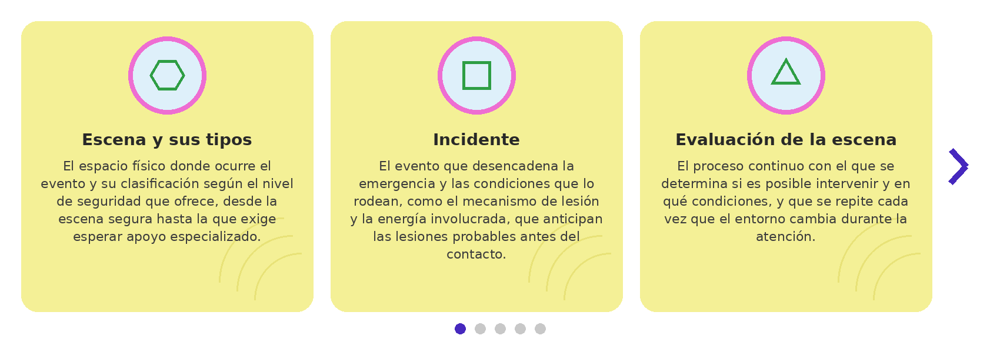 Escena y sus tipos
El espacio físico donde ocurre el
evento y su clasificación según el nivel
de seguridad que ofrece, desde la
escena segura hasta la que exige
esperar apoyo especializado.
Incidente
El evento que desencadena la
emergencia y las condiciones que lo
rodean, como el mecanismo de lesión
y la energía involucrada, que anticipan
las lesiones probables antes del
contacto.
Evaluación de la escena
El proceso continuo con el que se
determina si es posible intervenir y en
qué condiciones, y que se repite cada
vez que el entorno cambia durante la
atención.